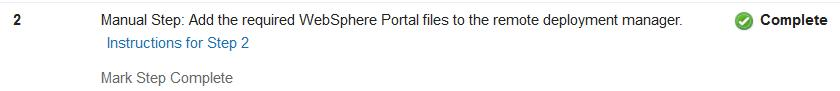 2 Manual Step: Add the required WebSphere Portal files to the remote deployment manager. Complete
Instructions for Step 2
Mark Step Complete